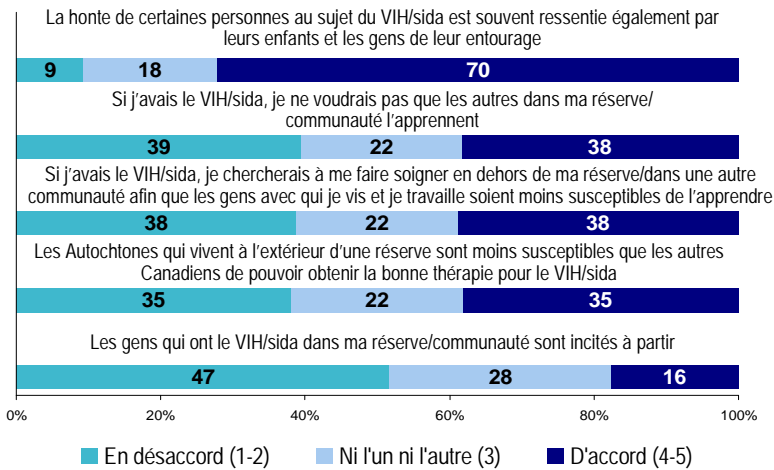 La honte de certaines personnes au sujet du VIH/sida est souvent ressentie également par
leurs enfants et les gens de leur entourage
9 18 70
Si j'avais le VIH/sida, je ne voudrais pas que les autres dans ma réserve/
communauté l'apprennent
39 22 38
Si j'avais le VIH/sida, je chercherais à me faire soigner en dehors de ma réserve/dans une autre
communauté afin que les gens avec qui je vis et je travaille soient moins susceptibles de l'apprendre
38 22 38
Les Autochtones qui vivent à l'extérieur d'une réserve sont moins susceptibles que les autres
Canadiens de pouvoir obtenir la bonne thérapie pour le VIH/sida
35 22 35
Les gens qui ont le VIH/sida dans ma réserve/communauté sont incités à partir
47 28 16
0% 20% 40% 60% 80% 100%
En désaccord (1-2) Ni l'un ni l'autre (3) D'accord (4-5)